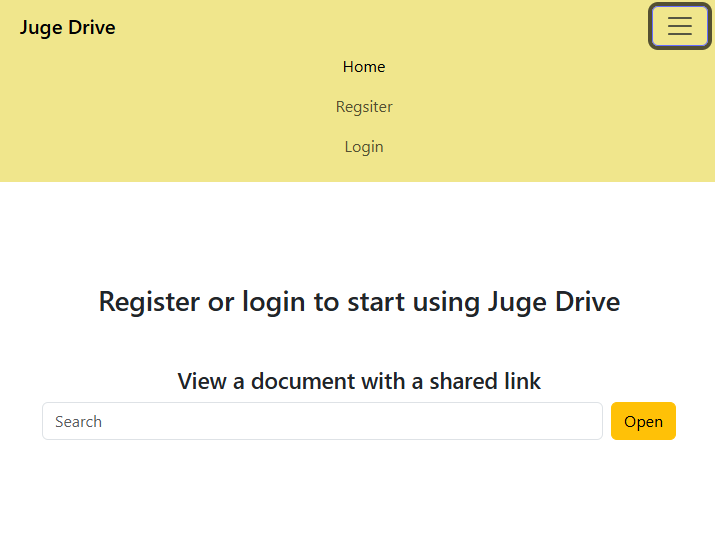 Juge Drive
Home
Regsiter
Login
Register or login to start using Juge Drive
View a document with a shared link
Search
Open